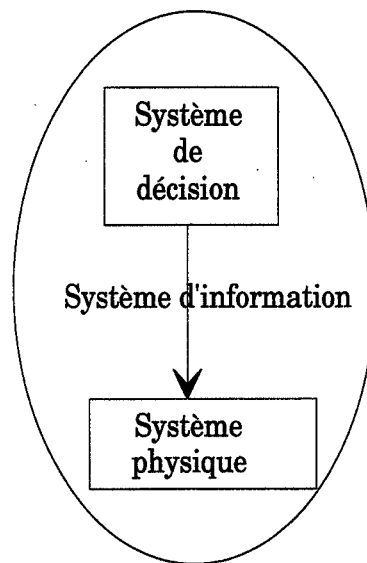 Système
de
décision
Système d'information
Système
physique